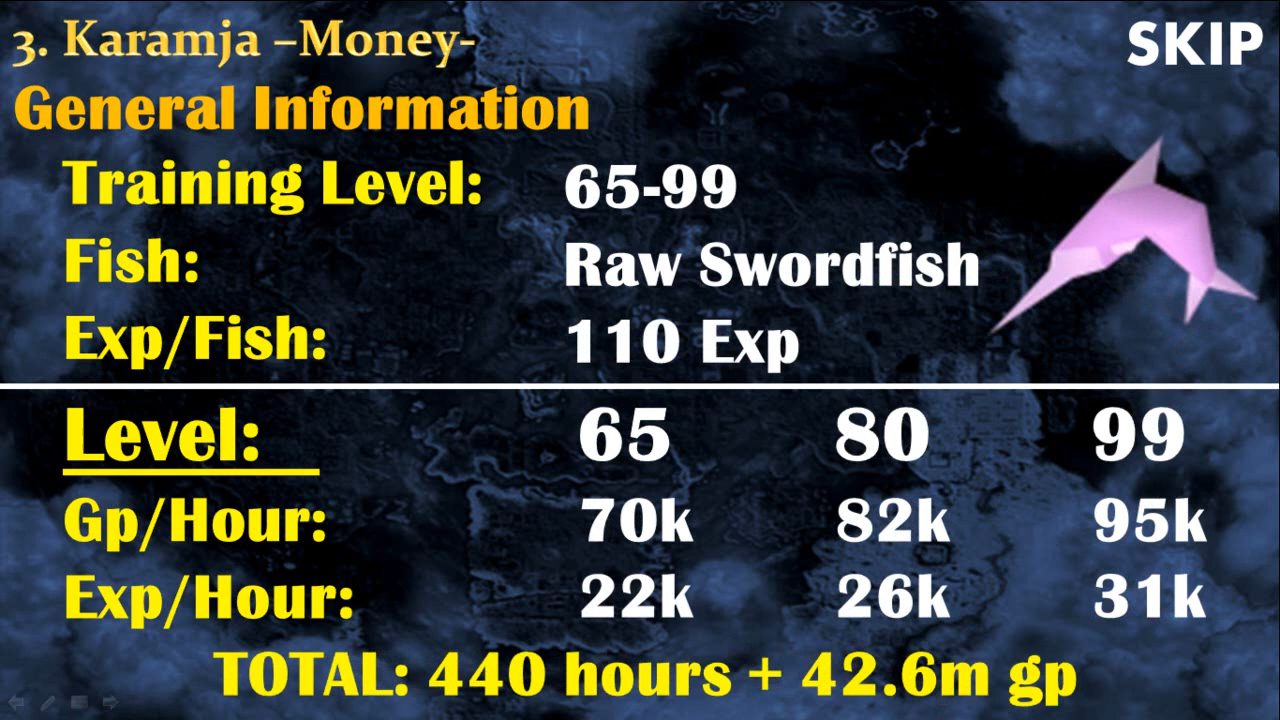 3. Karamja –Money-
SKIP
General Information
Training Level: 65-99
Fish: Raw Swordfish
Exp/Fish: 110 Exp
Level: 65 80 99
Gp/Hour: 70k 82k 95k
Exp/Hour: 22k 26k 31k
TOTAL: 440 hours + 42.6m gp